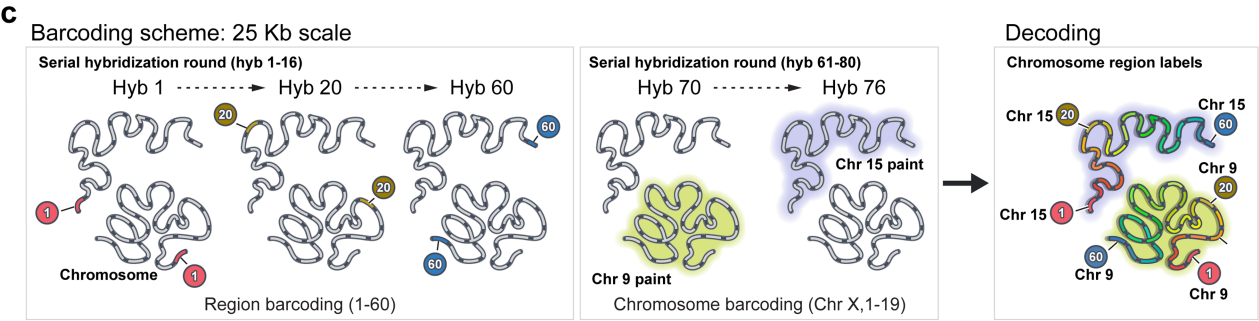 c
Barcoding scheme: 25 Kb scale
Serial hybridization round (hyb 1-16)
Hyb 1
Hyb 20
Hyb 60
20
60
1
20
60
1
Chromosome
Region barcoding (1-60)
Serial hybridization round (hyb 61-80)
Hyb 70
Hyb 76
Chr 15 paint
Chr 9 paint
Chromosome barcoding (Chr X,1-19)
Decoding
Chromosome region labels
Chr 15
20
Chr 15
60
Chr 9
20
Chr 15
1
60
Chr 9
1
Chr 9